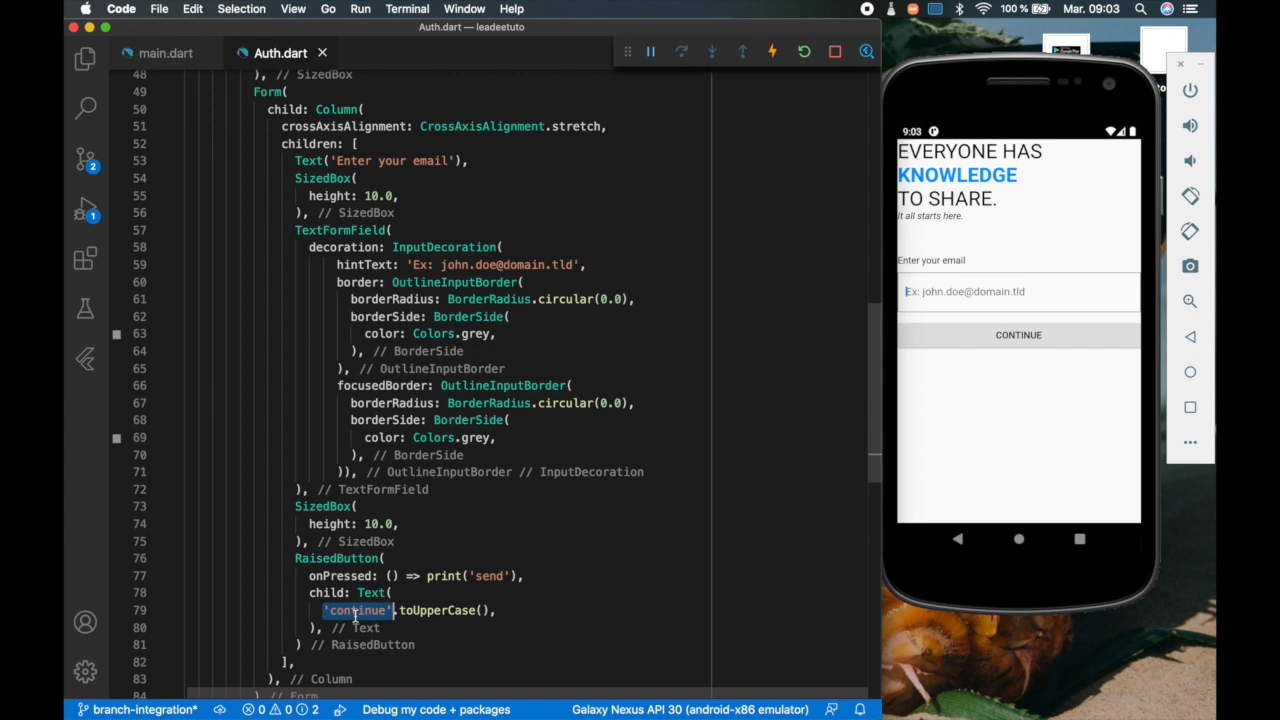 Code File Edit Selection View Go Run Terminal Window Help 100 % Mar. 09:03
Auth.dart — leadeetuto
main.dart Auth.dart
48 ), // SizedBox
49 Form(
50 child: Column(
51 crossAxisAlignment: CrossAxisAlignment.stretch,
52 children: [
53 Text('Enter your email'),
54 SizedBox(
55 height: 10.0,
56 ), // SizedBox
57 TextFormField(
58 decoration: InputDecoration(
59 hintText: 'Ex: john.doe@domain.tld',
60 border: OutlineInputBorder(
61 borderRadius: BorderRadius.circular(0.0),
62 borderSide: BorderSide(
63 color: Colors.grey,
64 ), // BorderSide
65 ), // OutlineInputBorder
66 focusedBorder: OutlineInputBorder(
67 borderRadius: BorderRadius.circular(0.0),
68 borderSide: BorderSide(
69 color: Colors.grey,
70 ), // BorderSide
71 )), // OutlineInputBorder // InputDecoration
72 ), // TextFormField
73 SizedBox(
74 height: 10.0,
75 ), // SizedBox
76 RaisedButton(
77 onPressed: () => print('send'),
78 child: Text(
79 'continue'.toUpperCase(),
80 ), // Text
81 ) // RaisedButton
82 ],
83 ), // Column
84 ) // Form
2
1
branch-integration* 0 0 2 Debug my code + packages Galaxy Nexus API 30 (android-x86 emulator)
9:03
EVERYONE HAS
KNOWLEDGE
TO SHARE.
It all starts here.
Enter your email
Ex: john.doe@domain.tld
CONTINUE